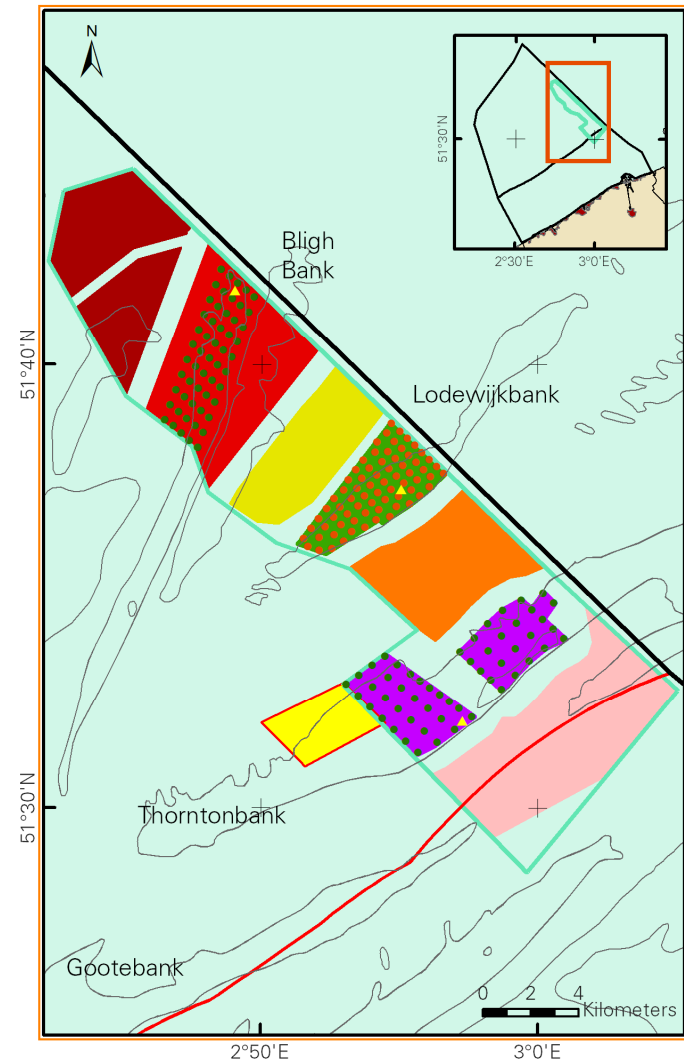 N
51°30'N
2°30'E
3°0'E
Bligh
Bank
51°40'N
Lodewijkbank
51°30'N
Thorntonbank
Gootebank
0
2
4
Kilometers
2°50'E
3°0'E